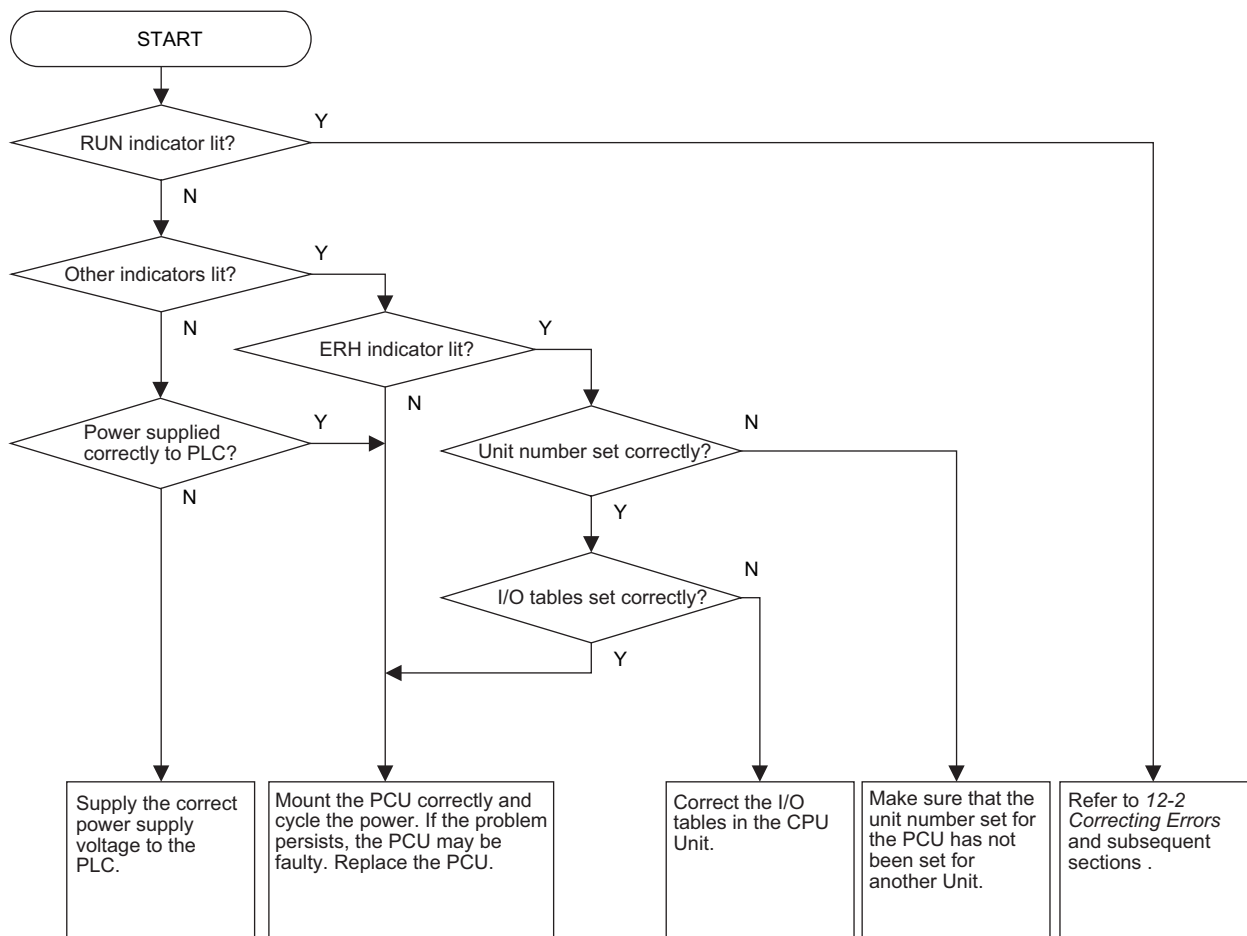 START
RUN indicator lit?
Y
N
Other indicators lit?
Y
N
ERH indicator lit?
Y
N
Power supplied
correctly to PLC?
Y
N
Unit number set correctly?
N
Y
I/O tables set correctly?
N
Y
Supply the correct
power supply
voltage to the
PLC.
Mount the PCU correctly and
cycle the power. If the problem
persists, the PCU may be
faulty. Replace the PCU.
Correct the I/O
tables in the CPU
Unit.
Make sure that the
unit number set for
the PCU has not
been set for
another Unit.
Refer to 12-2
Correcting Errors
and subsequent
sections .